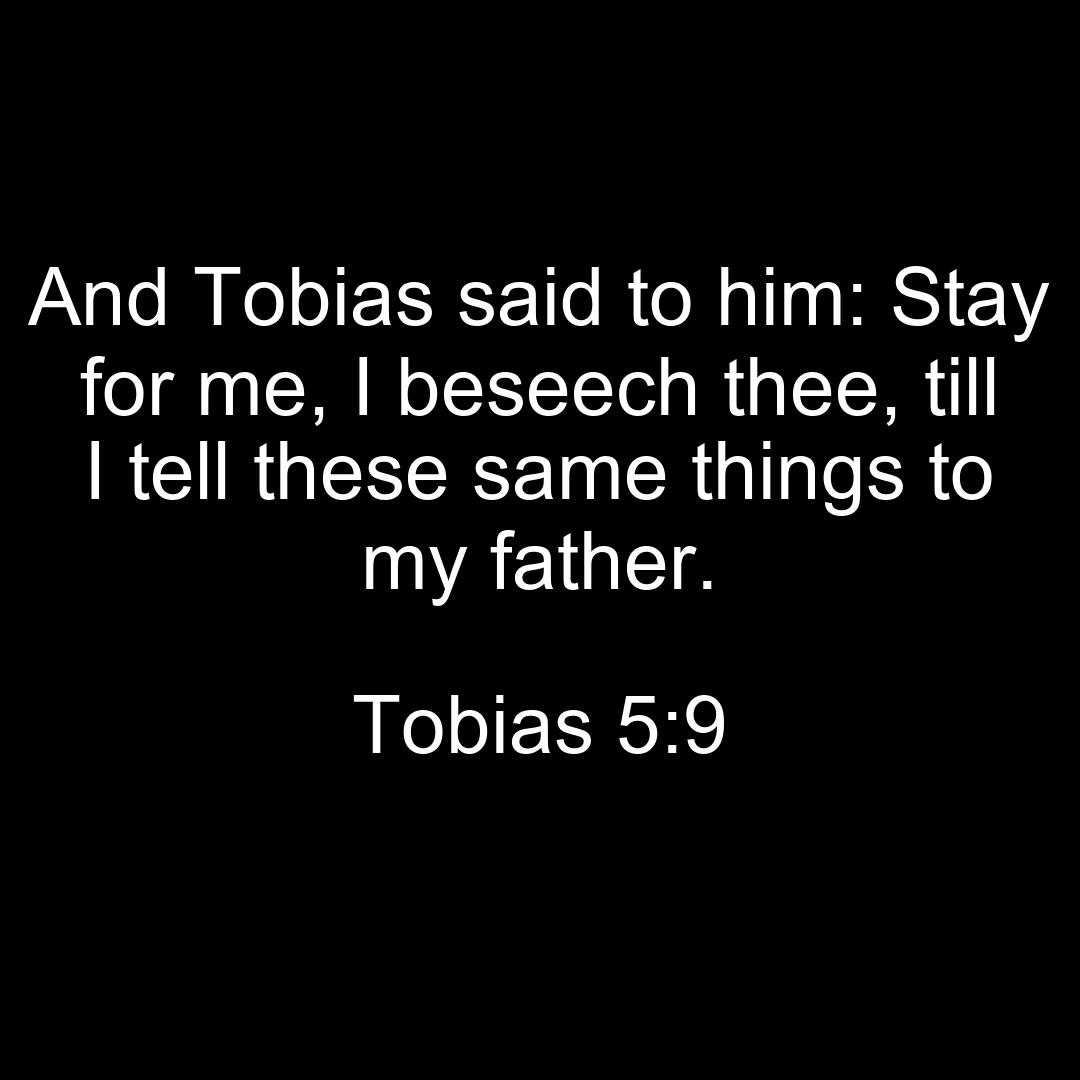 And Tobias said to him: Stay
for me, I beseech thee, till
I tell these same things to
my father.
Tobias 5:9